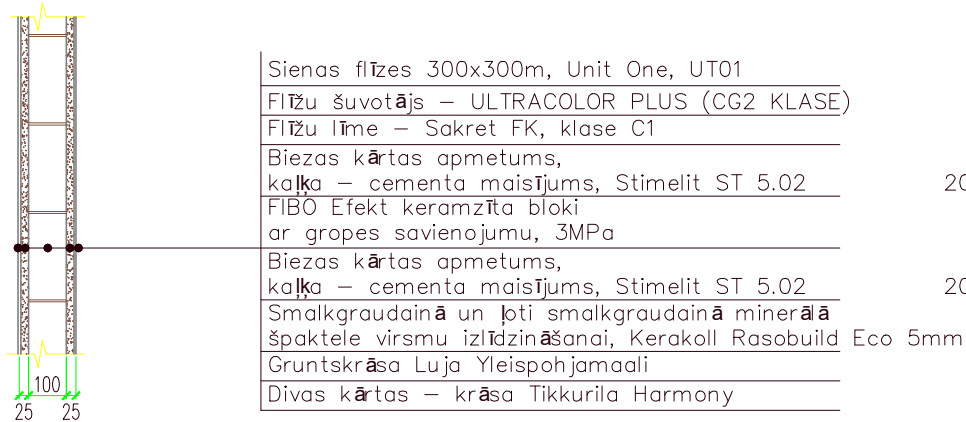 Sienas flīzes 300x300m, Unit One, UT01
Flīžu šuvotājs – ULTRACOLOR PLUS (CG2 KLASE)
Flīžu līme – Sakret FK, klase C1
Biezas kārtas apmetums,
kaļķa – cementa maisījums, Stimelit ST 5.02 20
FIBO Efekt keramzīta bloki
ar gropes savienojumu, 3MPa
Biezas kārtas apmetums,
kaļķa – cementa maisījums, Stimelit ST 5.02 20
Smalkgraudainā un ļoti smalkgraudainā minerālā
špaktele virsmu izlīdzināšanai, Kerakoll Rasobuild Eco 5mm
Gruntskrāsa Luja Yleispohjamaali
Divas kārtas – krāsa Tikkurila Harmony
100
25 25